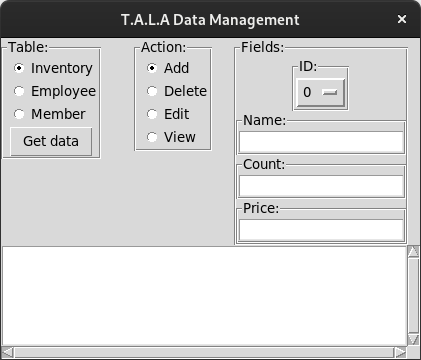 T.A.L.A Data Management
Table:
Inventory
Employee
Member
Get data
Action:
Add
Delete
Edit
View
Fields:
ID:
0
Name:
Count:
Price: